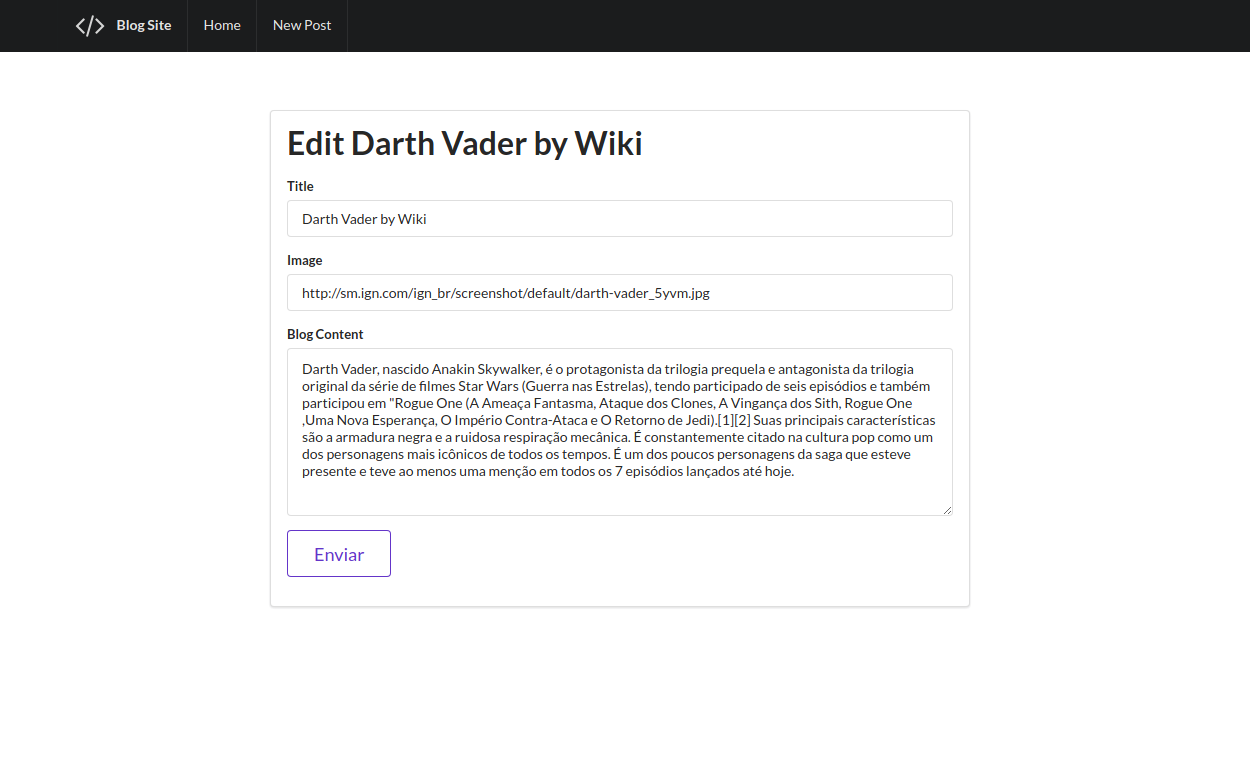 Blog Site Home New Post
Edit Darth Vader by Wiki
Title
Darth Vader by Wiki
Image
http://sm.ign.com/ign_br/screenshot/default/darth-vader_5yvm.jpg
Blog Content
Darth Vader, nascido Anakin Skywalker, é o protagonista da trilogia prequela e antagonista da trilogia
original da série de filmes Star Wars (Guerra nas Estrelas), tendo participado de seis episódios e também
participou em "Rogue One (A Ameaça Fantasma, Ataque dos Clones, A Vingança dos Sith, Rogue One
,Uma Nova Esperança, O Império Contra-Ataca e O Retorno de Jedi).[1][2] Suas principais características
são a armadura negra e a ruidosa respiração mecânica. É constantemente citado na cultura pop como um
dos personagens mais icônicos de todos os tempos. É um dos poucos personagens da saga que esteve
presente e teve ao menos uma menção em todos os 7 episódios lançados até hoje.
Enviar